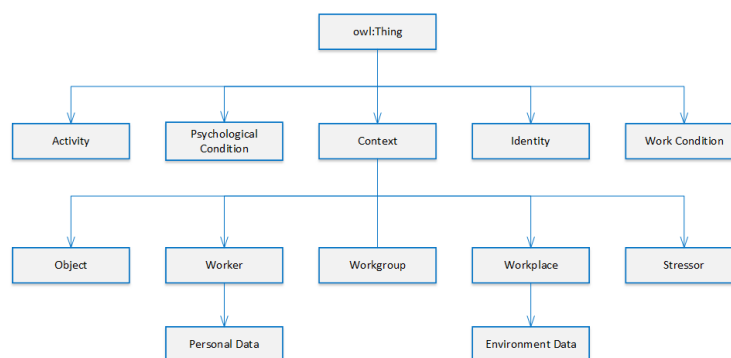 owl:Thing
Activity
Psychological
Condition
Context
Identity
Work Condition
Object
Worker
Workgroup
Workplace
Stressor
Personal Data
Environment Data